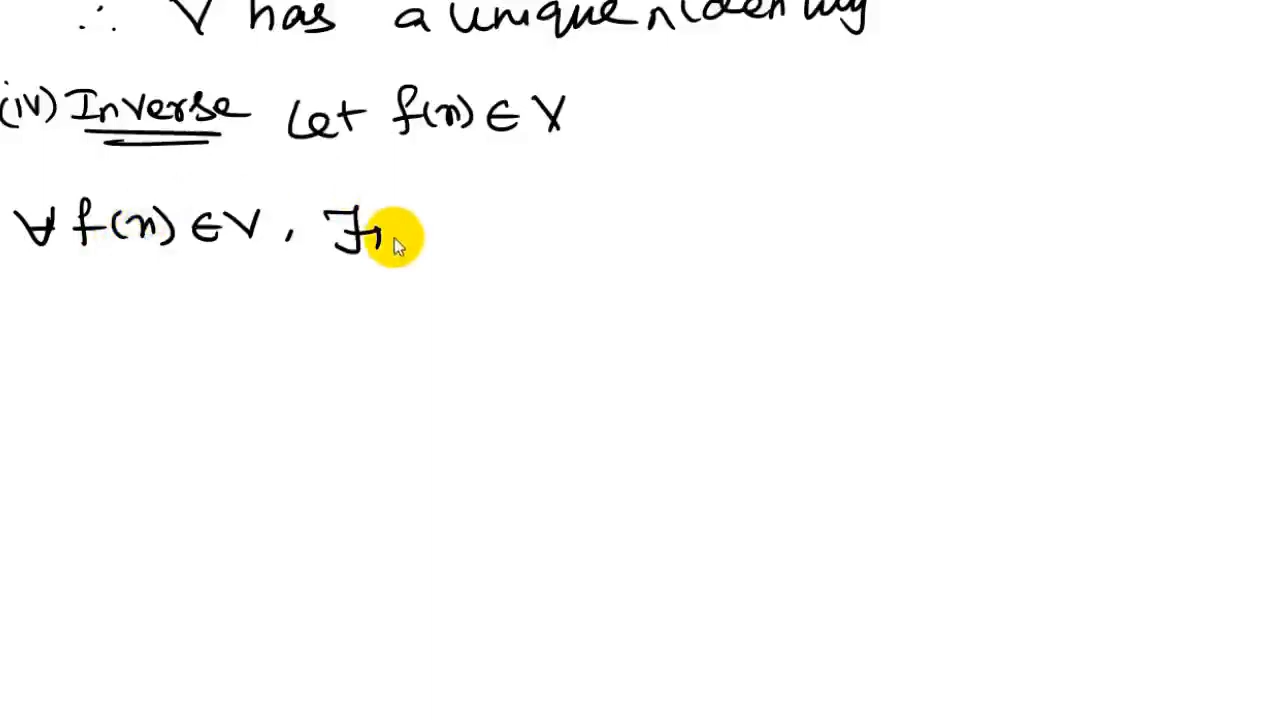 ∴ V has a unique identity
(iv) Inverse Let f(x) ∈ V
∀ f(x) ∈ V, ∃